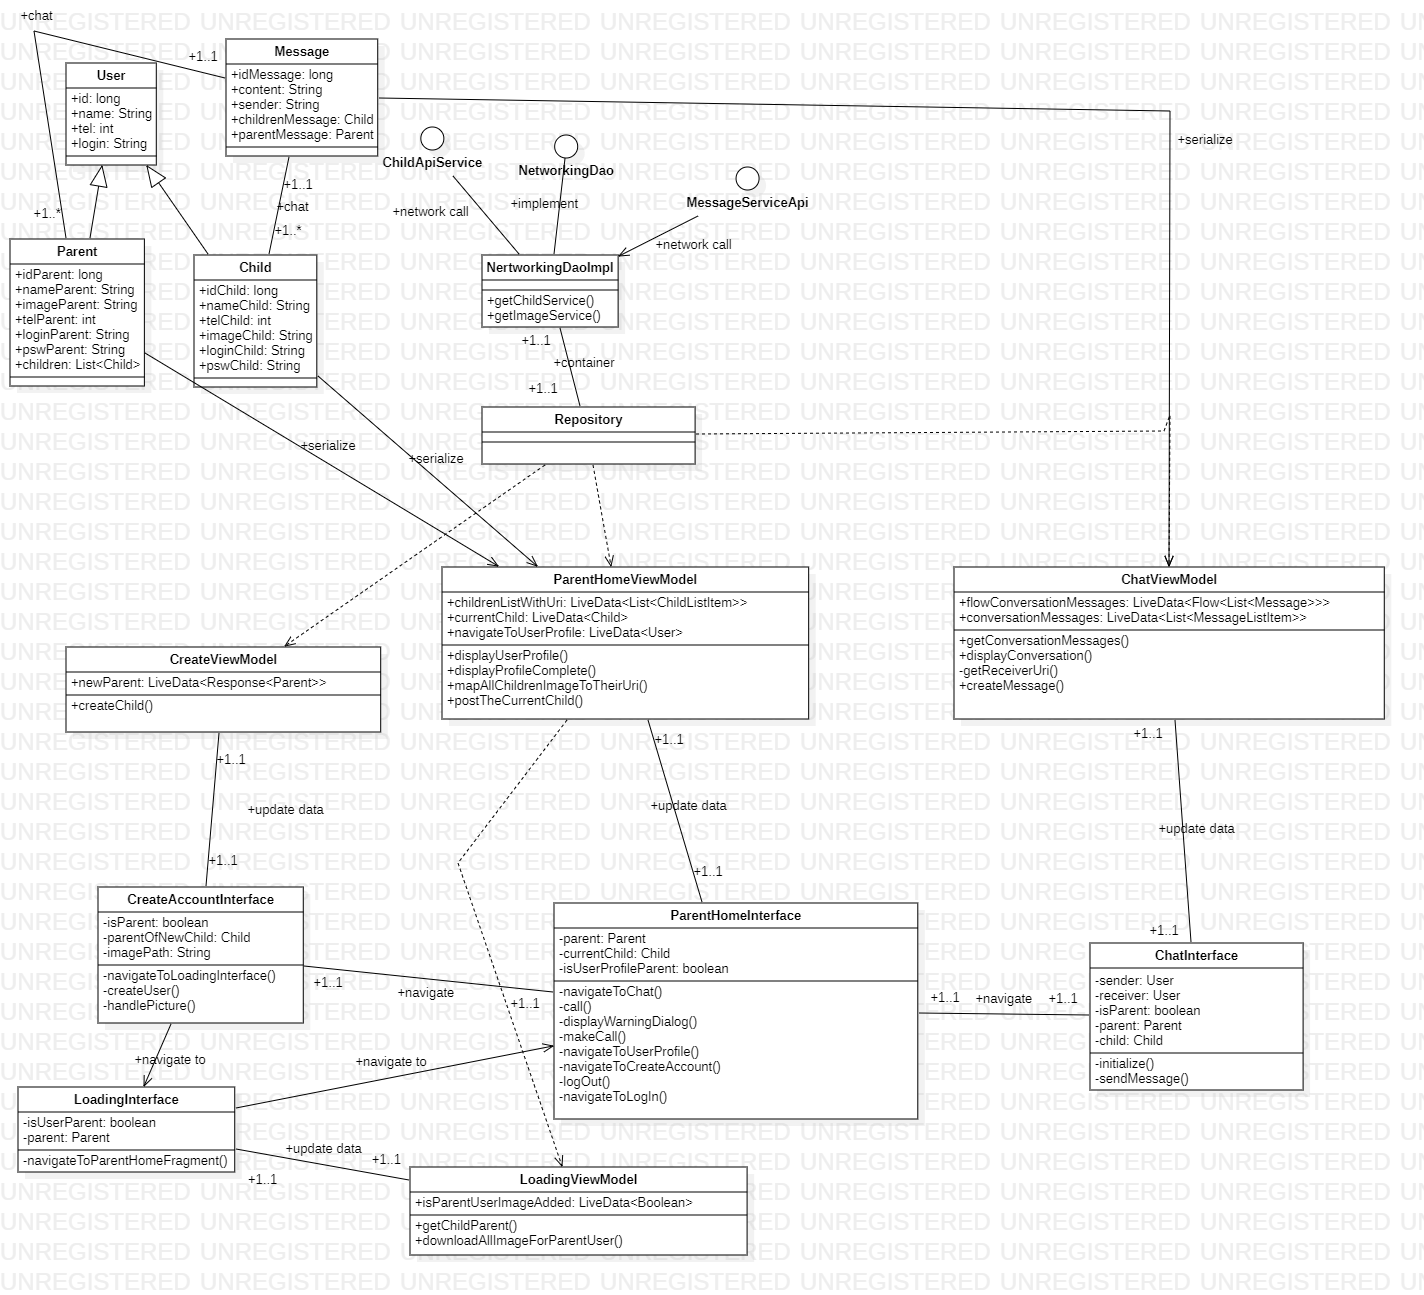 +chat
+1..1
Message
+idMessage: long
+content: String
+sender: String
+childrenMessage: Child
+parentMessage: Parent
User
+id: long
+name: String
+tel: int
+login: String
+serialize
ChildApiService
NetworkingDao
MessageServiceApi
+1..1
+chat
+1..*
+1..*
+network call
+implement
+network call
Parent
+idParent: long
+nameParent: String
+imageParent: String
+telParent: int
+loginParent: String
+pswParent: String
+children: List<Child>
Child
+idChild: long
+nameChild: String
+telChild: int
+imageChild: String
+loginChild: String
+pswChild: String
NertworkingDaoImpl
+getChildService()
+getImageService()
+1..1
+container
+1..1
Repository
+serialize
+serialize
ParentHomeViewModel
+childrenListWithUri: LiveData<List<ChildListItem>>
+currentChild: LiveData<Child>
+navigateToUserProfile: LiveData<User>
+displayUserProfile()
+displayProfileComplete()
+mapAllChildrenImageToTheirUri()
+postTheCurrentChild()
ChatViewModel
+flowConversationMessages: LiveData<Flow<List<Message>>>
+conversationMessages: LiveData<List<MessageListItem>>
+getConversationMessages()
+displayConversation()
-getReceiverUri()
+createMessage()
CreateViewModel
+newParent: LiveData<Response<Parent>>
+createChild()
+1..1
+update data
+1..1
+1..1
+update data
+1..1
+1..1
+update data
+1..1
CreateAccountInterface
-isParent: boolean
-parentOfNewChild: Child
-imagePath: String
-navigateToLoadingInterface()
-createUser()
-handlePicture()
ParentHomeInterface
-parent: Parent
-currentChild: Child
-isUserProfileParent: boolean
-navigateToChat()
-call()
-displayWarningDialog()
-makeCall()
-navigateToUserProfile()
-navigateToCreateAccount()
-logOut()
-navigateToLogIn()
ChatInterface
-sender: User
-receiver: User
-isParent: boolean
-parent: Parent
-child: Child
-initialize()
-sendMessage()
+1..1
+navigate
+1..1
+1..1
+navigate
+1..1
+navigate to
+navigate to
LoadingInterface
-isUserParent: boolean
-parent: Parent
-navigateToParentHomeFragment()
+update data
+1..1
+1..1
LoadingViewModel
+isParentUserImageAdded: LiveData<Boolean>
+getChildParent()
+downloadAllImageForParentUser()
UNREGISTERED